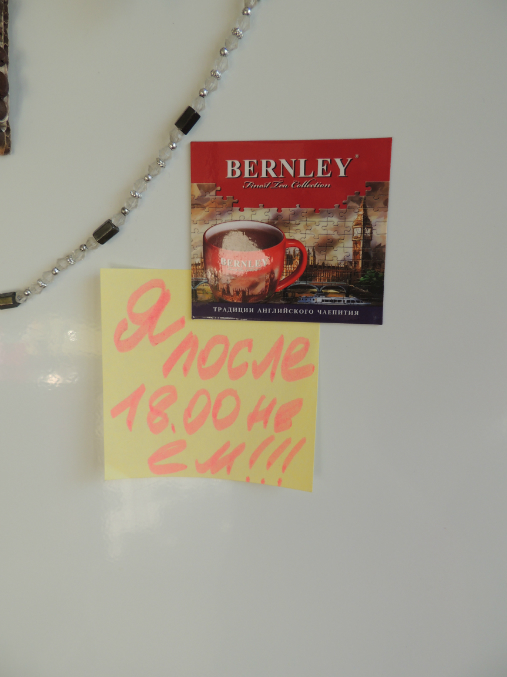 BERNLEY
Finest Tea Collection
BERNLEY
ТРАДИЦИИ АНГЛИЙСКОГО ЧАЕПИТИЯ
Я
после
18.00 не
ем!!!